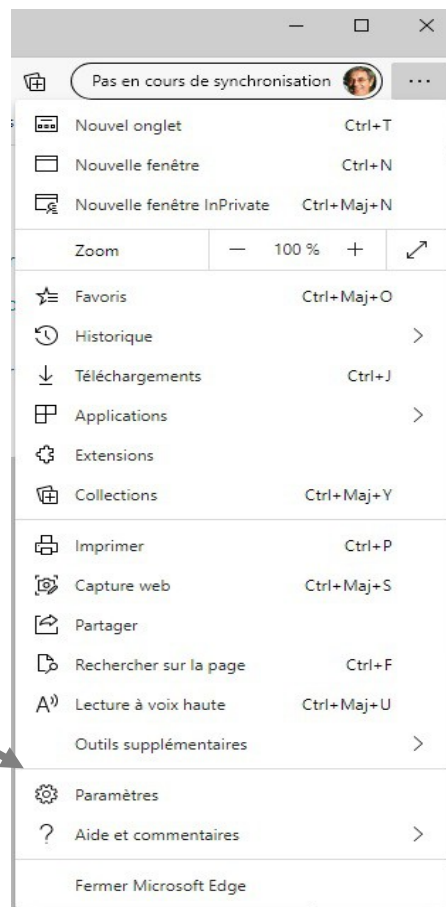 Pas en cours de synchronisation
Nouvel onglet Ctrl+T
Nouvelle fenêtre Ctrl+N
Nouvelle fenêtre InPrivate Ctrl+Maj+N
Zoom — 100 % +
Favoris Ctrl+Maj+O
Historique
Téléchargements Ctrl+J
Applications
Extensions
Collections Ctrl+Maj+Y
Imprimer Ctrl+P
Capture web Ctrl+Maj+S
Partager
Rechercher sur la page Ctrl+F
Lecture à voix haute Ctrl+Maj+U
Outils supplémentaires
Paramètres
Aide et commentaires
Fermer Microsoft Edge